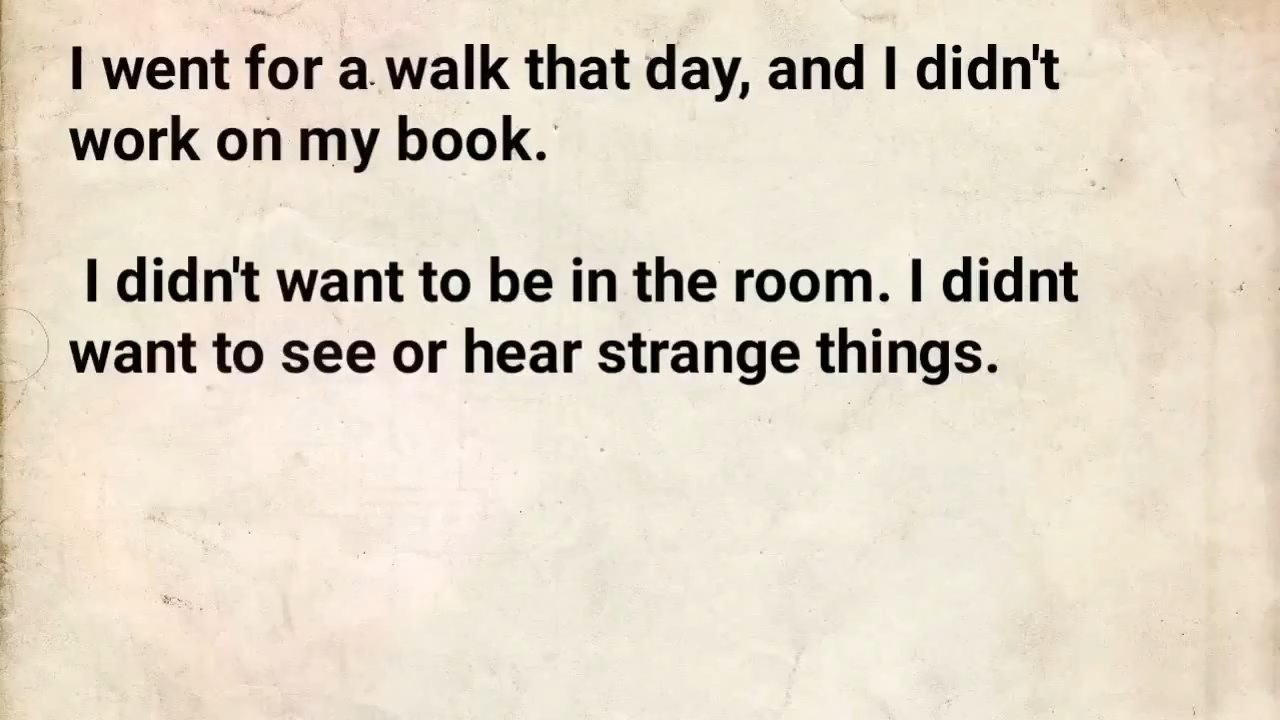 I went for a walk that day, and I didn't
work on my book.
I didn't want to be in the room. I didnt
want to see or hear strange things.